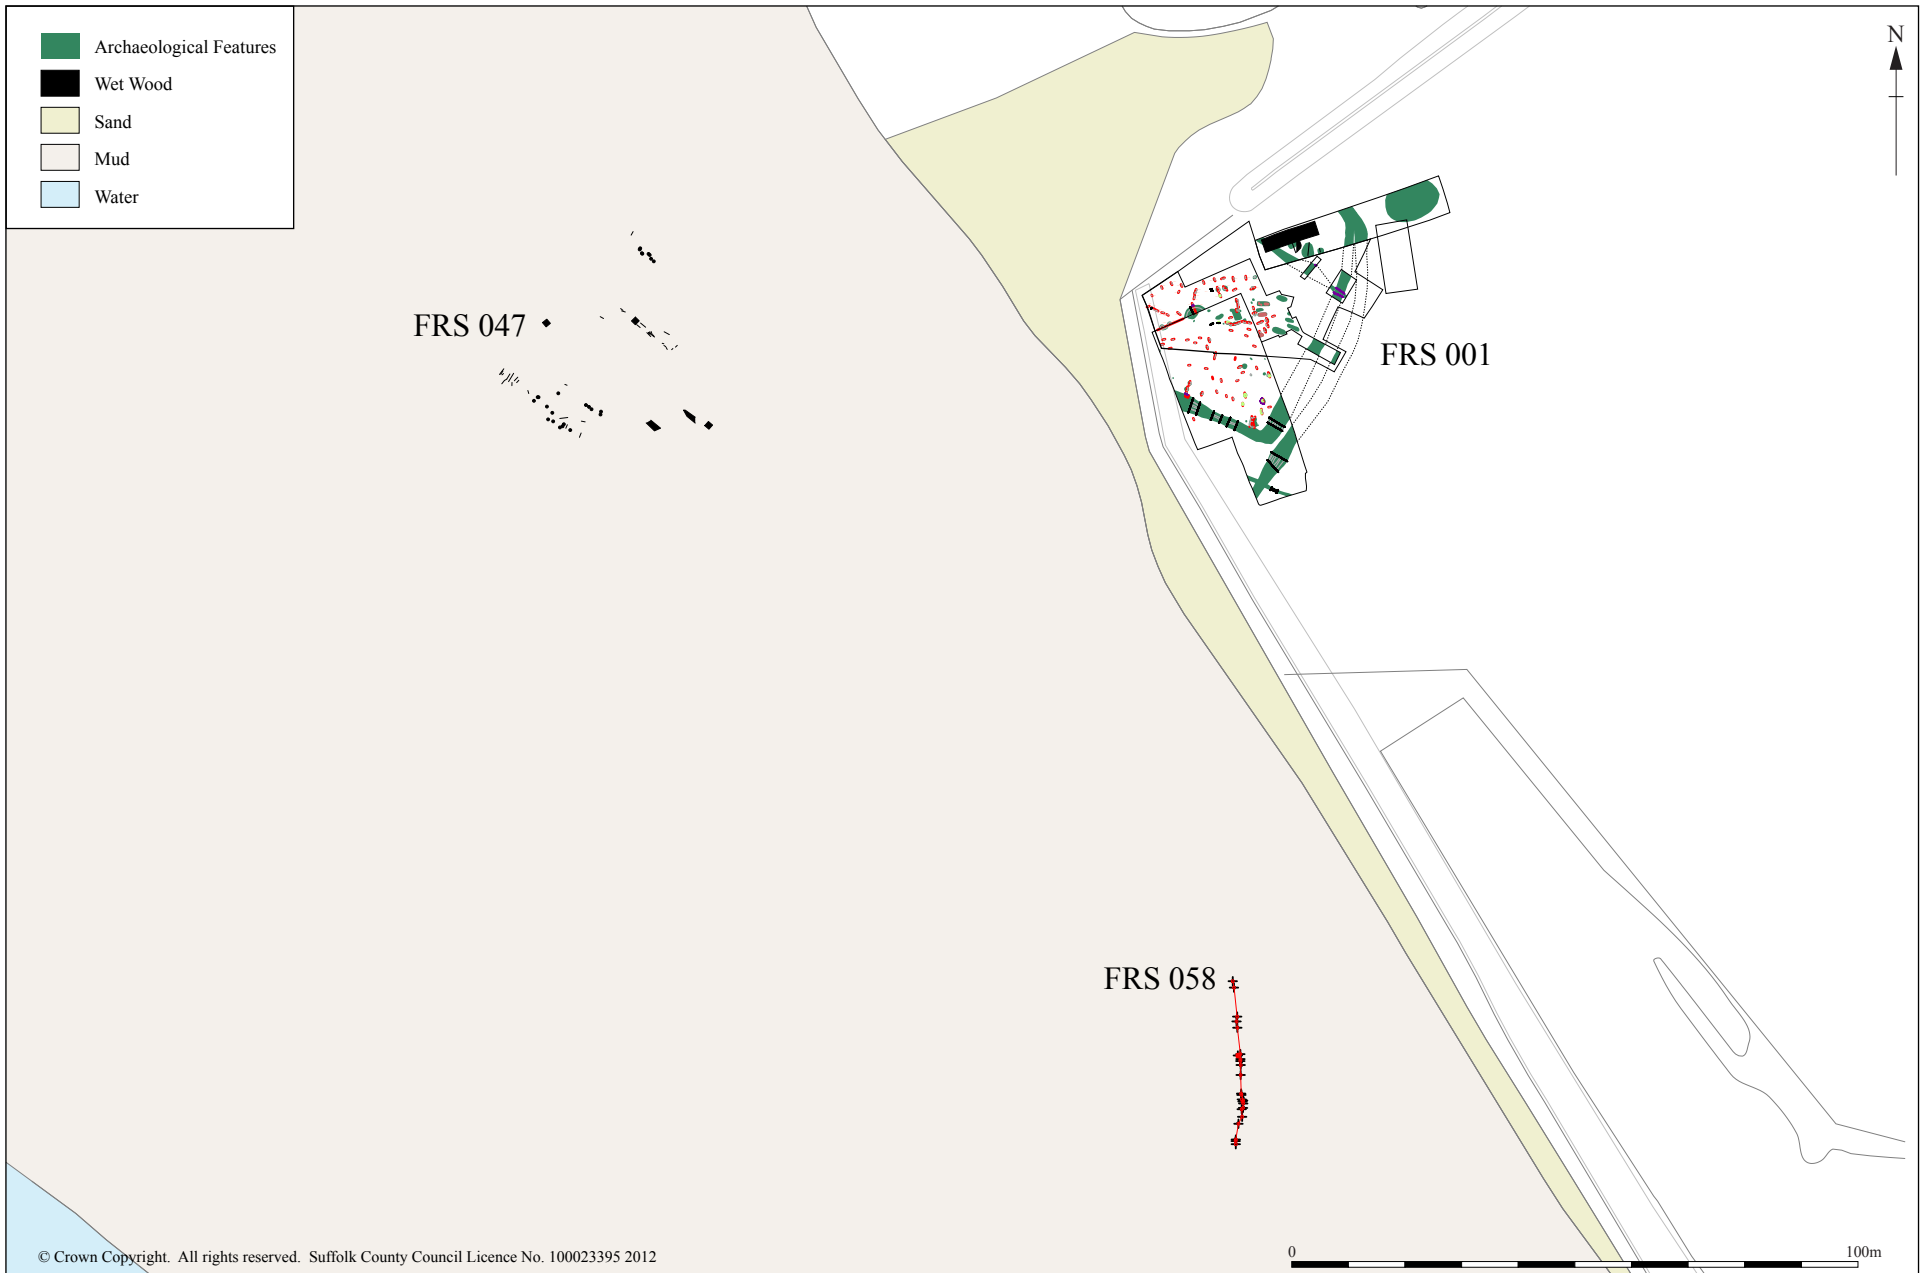 Archaeological Features
Wet Wood
Sand
Mud
Water
N
FRS 047
FRS 001
FRS 058
© Crown Copyright. All rights reserved. Suffolk County Council Licence No. 100023395 2012
0 100m